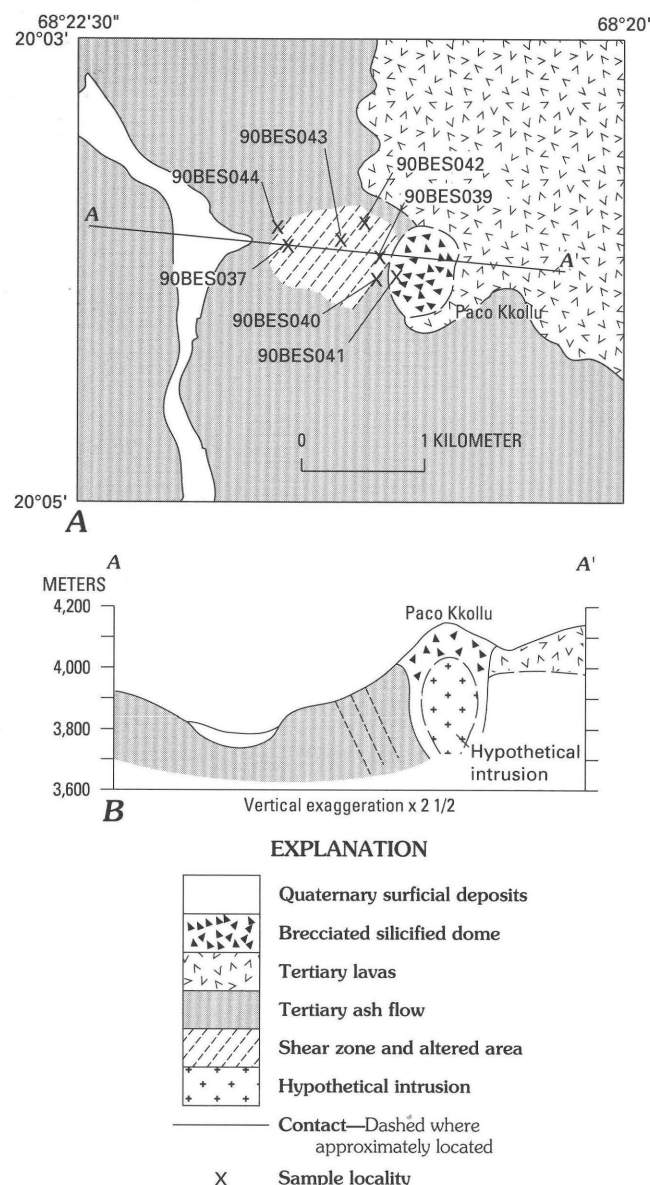 68°22'30" 68°20'
20°03'
90BES043
90BES042
90BES044
90BES039
A A'
90BES037
Paco Kkollu
90BES040
90BES041
0 1 KILOMETER
20°05'
A
A A'
METERS
4,200
Paco Kkollu
4,000
3,800
Hypothetical
intrusion
3,600
B
Vertical exaggeration x 2 1/2
EXPLANATION
Quaternary surficial deposits
Brecciated silicified dome
Tertiary lavas
Tertiary ash flow
Shear zone and altered area
Hypothetical intrusion
Contact—Dashed where
approximately located
X Sample locality